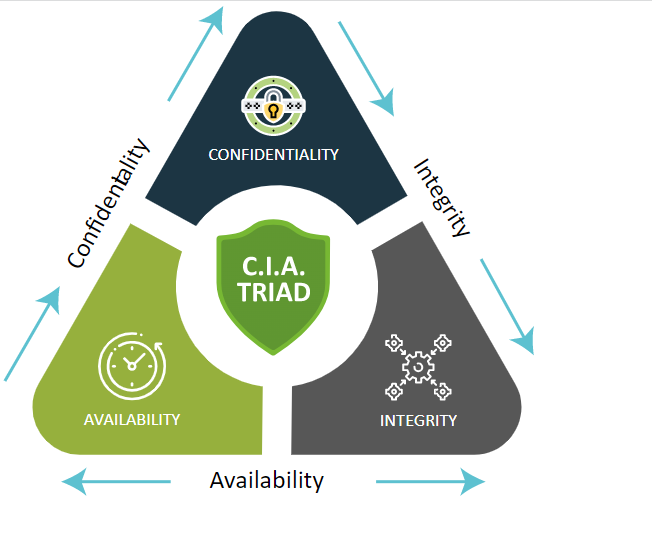 CONFIDENTIALITY
Confidentality
Integrity
C.I.A.
TRIAD
AVAILABILITY
INTEGRITY
Availability